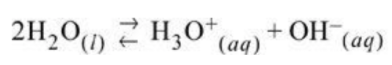 2H₂O₍l₎ ⇄ H₃O⁺₍aq₎ + OH⁻₍aq₎